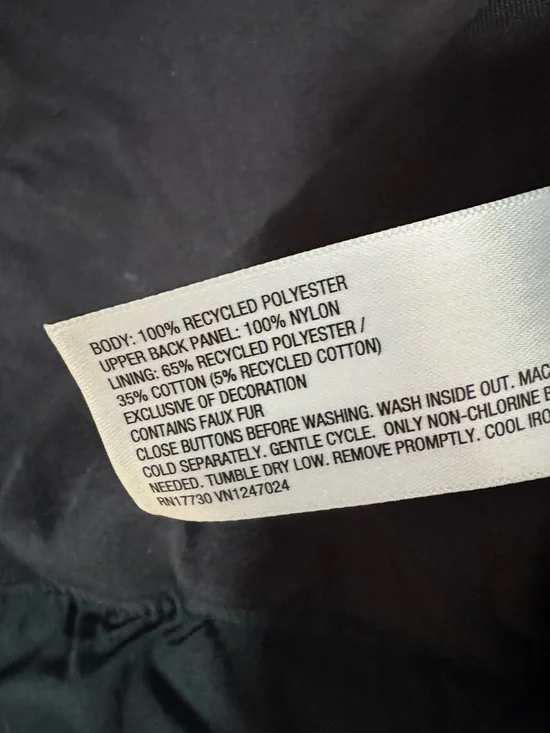 BODY: 100% RECYCLED POLYESTER
UPPER BACK PANEL: 100% NYLON
LINING: 65% RECYCLED POLYESTER /
35% COTTON (5% RECYCLED COTTON)
EXCLUSIVE OF DECORATION
CONTAINS FAUX FUR
CLOSE BUTTONS BEFORE WASHING. WASH INSIDE OUT. MAC
COLD SEPARATELY. GENTLE CYCLE. ONLY NON-CHLORINE B
NEEDED. TUMBLE DRY LOW. REMOVE PROMPTLY. COOL IRO
RN17730 VN1247024